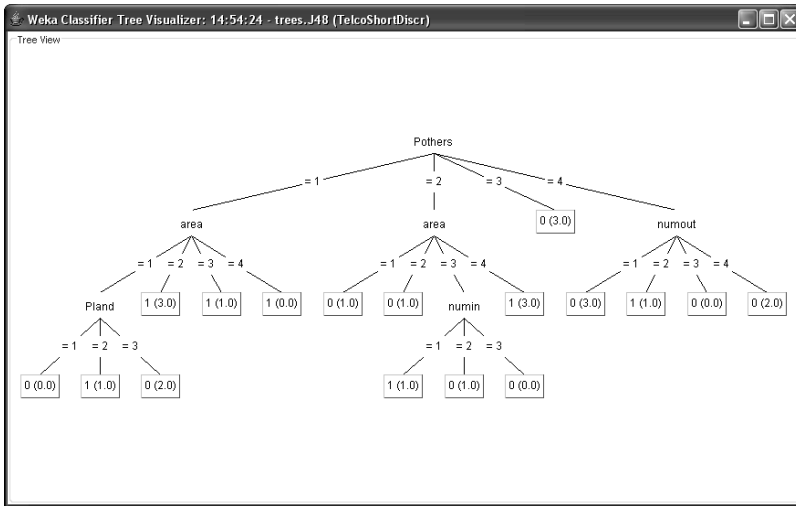 Weka Classifier Tree Visualizer: 14:54:24 - trees.J48 (TelcoShortDiscr)
Tree View
Pothers
= 1 = 2 = 3 = 4
area area 0 (3.0) numout
= 1 = 2 = 3 = 4 = 1 = 2 = 3 = 4 = 1 = 2 = 3 = 4
Pland 1 (3.0) 1 (1.0) 1 (0.0) 0 (1.0) 0 (1.0) numin 1 (3.0) 0 (3.0) 1 (1.0) 0 (0.0) 0 (2.0)
= 1 = 2 = 3 = 1 = 2 = 3
0 (0.0) 1 (1.0) 0 (2.0) 1 (1.0) 0 (1.0) 0 (0.0)